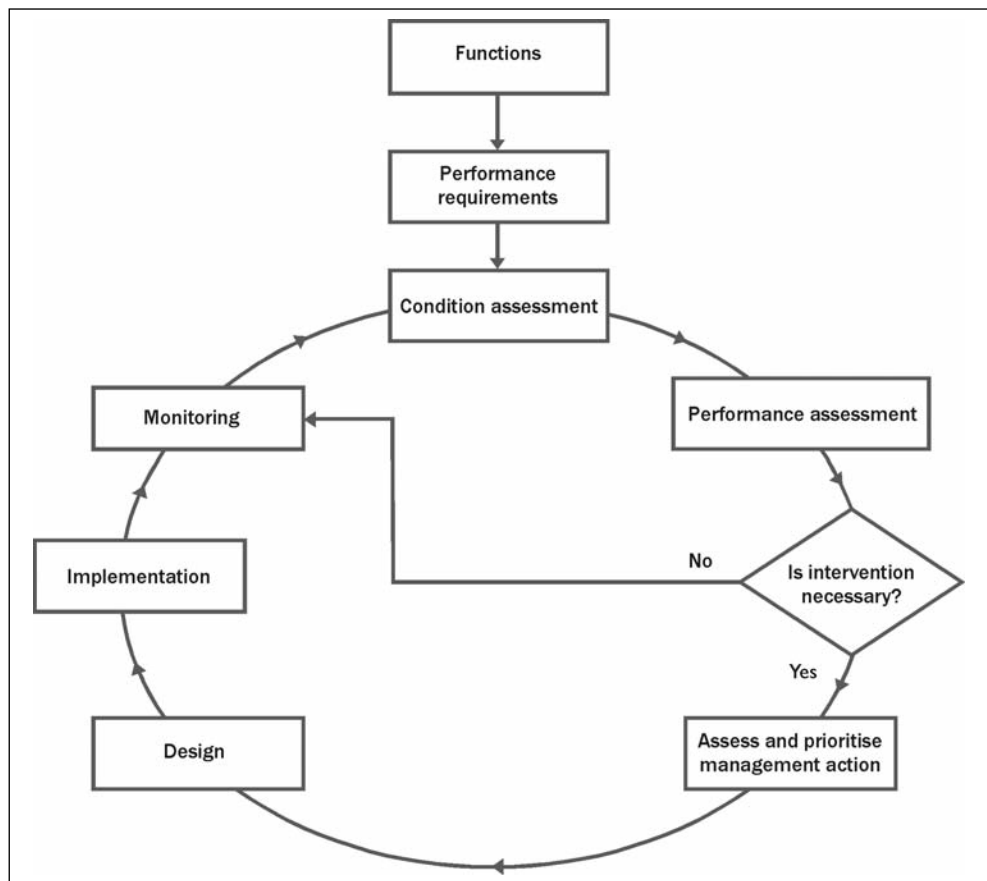 Functions
Performance
requirements
Condition assessment
Monitoring
Performance assessment
No
Is intervention
necessary?
Implementation
Yes
Design
Assess and prioritise
management action